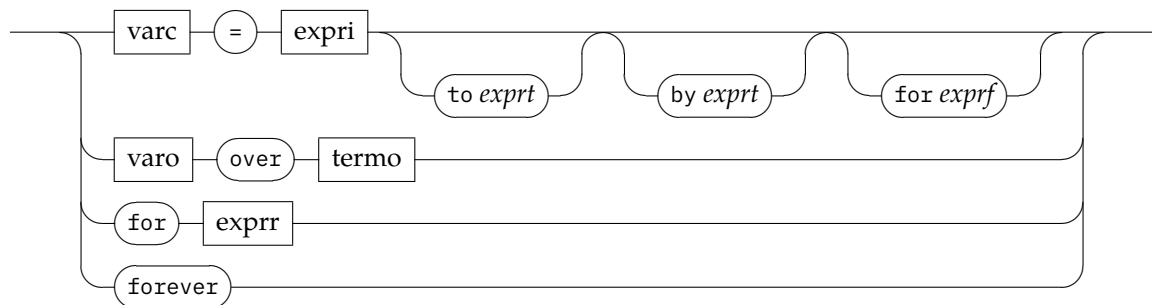 varc = expri
to exprt by exprt for exprf
varo over termo
for exprr
forever